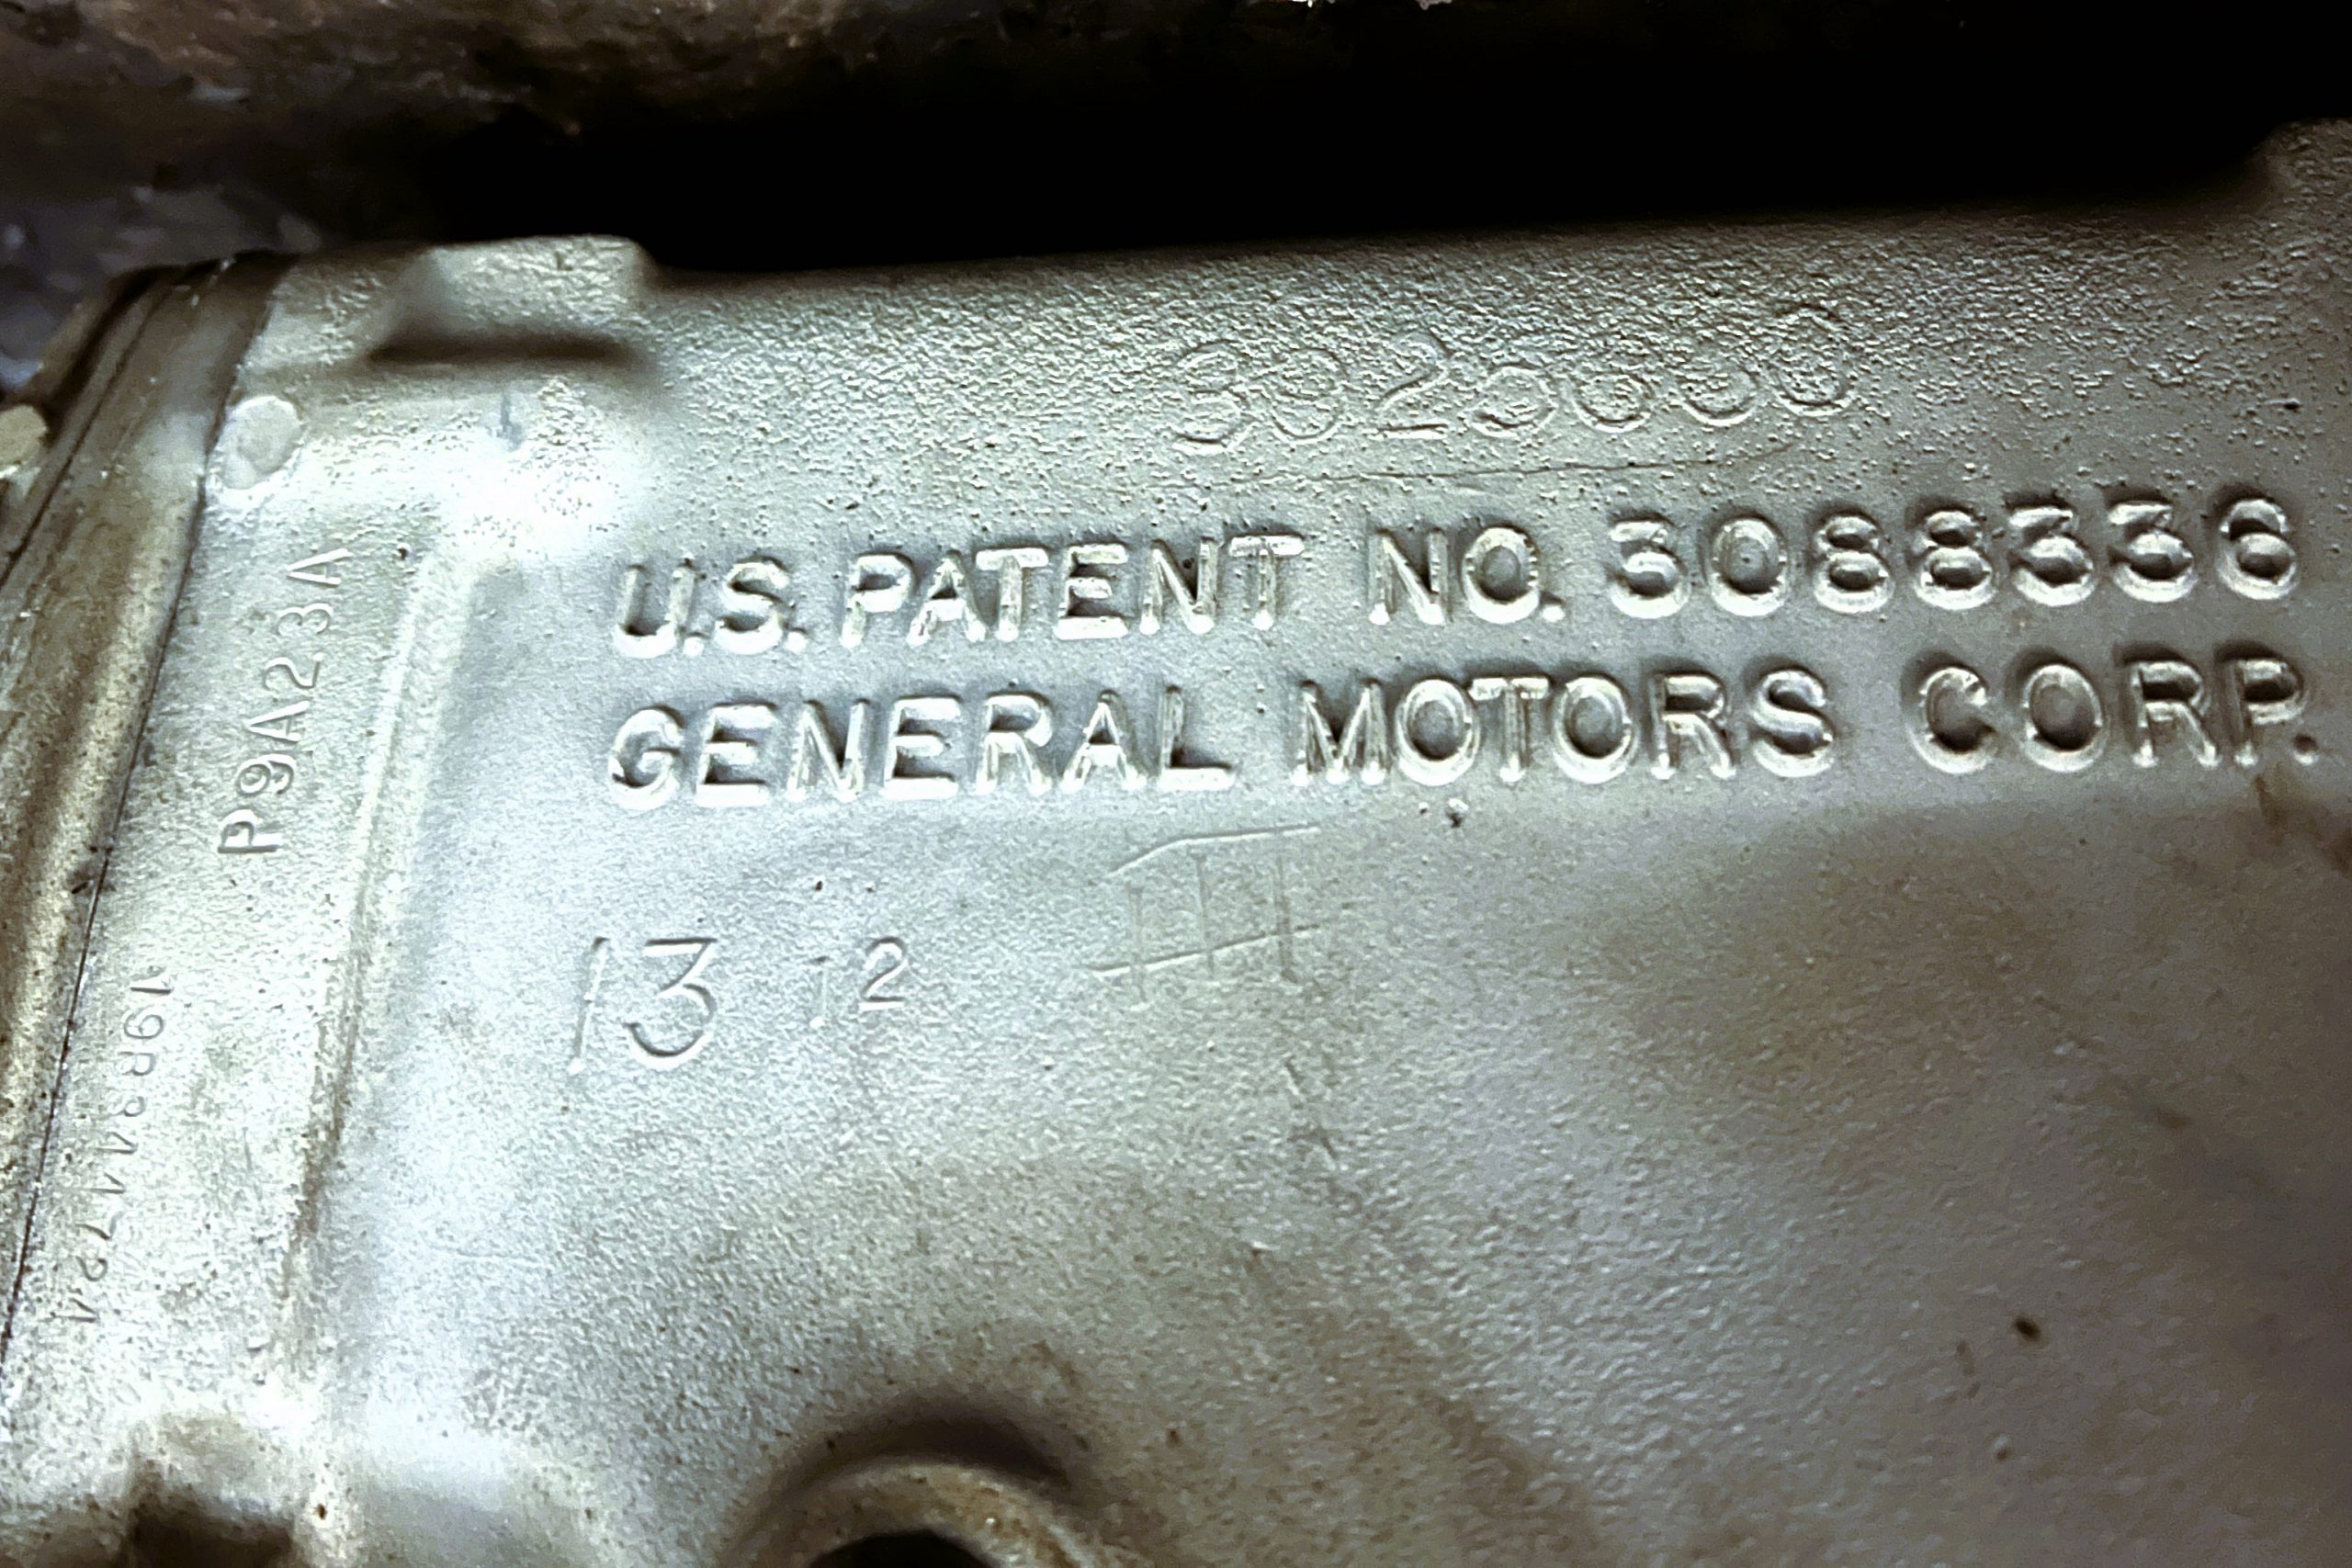 U.S. PATENT NO. 3088336
GENERAL MOTORS CORP.
13 12
P9A23A